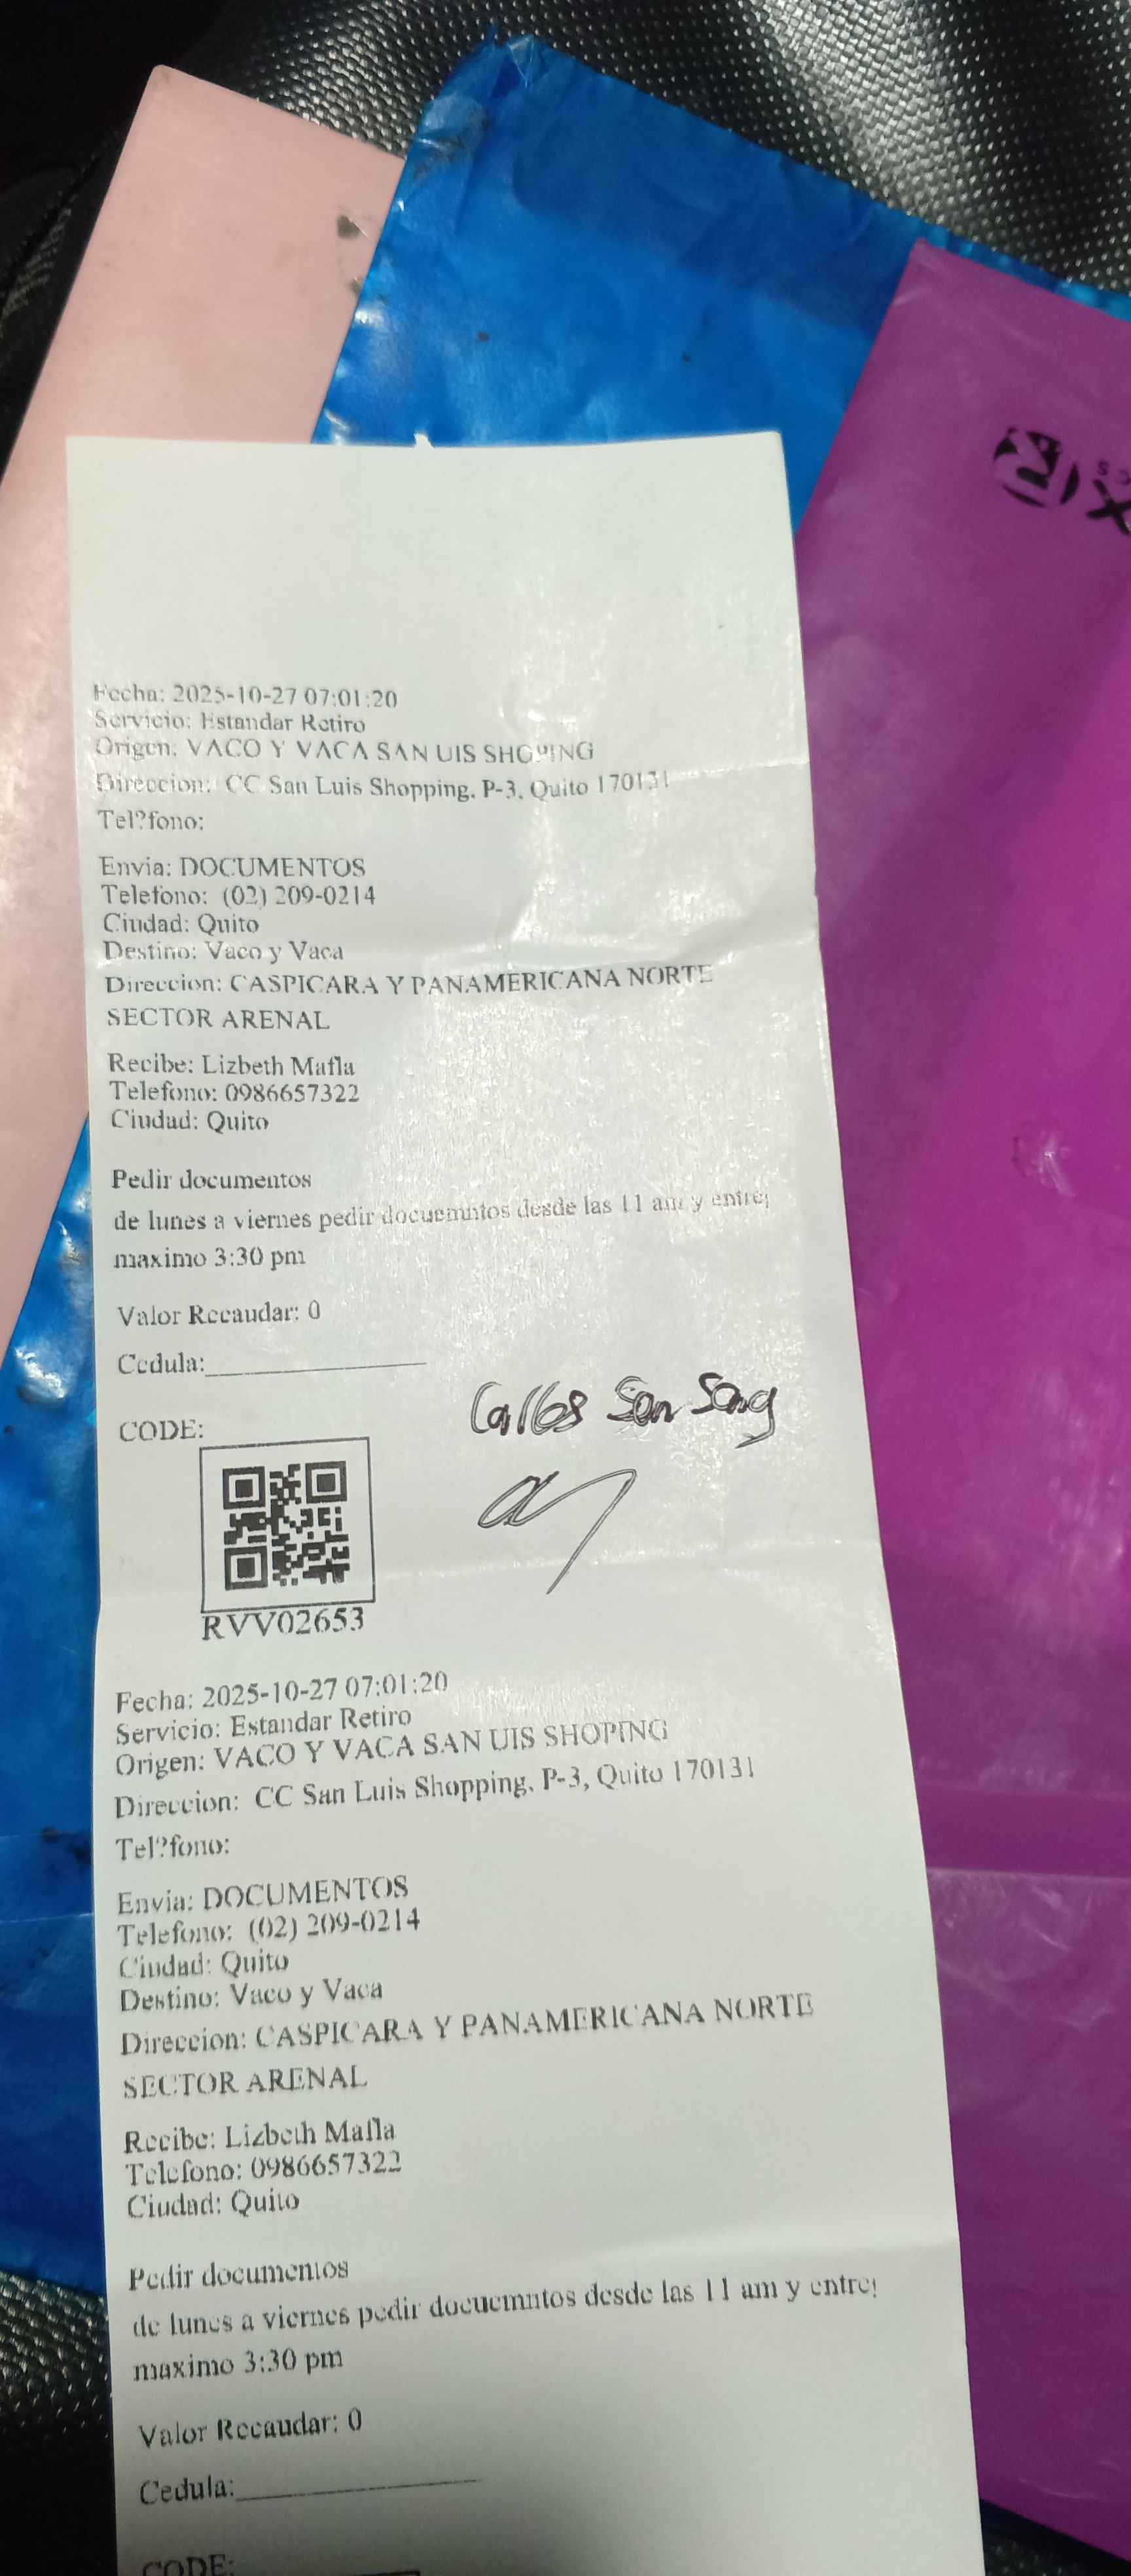 Fecha: 2025-10-27 07:01:20
Servicio: Estandar Retiro
Origen: VACO Y VACA SAN UIS SHOPING
Direccion: CC San Luis Shopping, P-3, Quito 170131
Tel?fono:
Envia: DOCUMENTOS
Telefono: (02) 209-0214
Ciudad: Quito
Destino: Vaco y Vaca
Direccion: CASPICARA Y PANAMERICANA NORTE
SECTOR ARENAL
Recibe: Lizbeth Mafla
Telefono: 0986657322
Ciudad: Quito
Pedir documentos
de lunes a viernes pedir docuemntos desde las 11 am y entre
maximo 3:30 pm
Valor Recaudar: 0
Cedula:
Carlos
CODE:
RVV02653
Fecha: 2025-10-27 07:01:20
Servicio: Estandar Retiro
Origen: VACO Y VACA SAN UIS SHOPING
Direccion: CC San Luis Shopping, P-3, Quito 170131
Tel?fono:
Envia: DOCUMENTOS
Telefono: (02) 209-0214
Ciudad: Quito
Destino: Vaco y Vaca
Direccion: CASPICARA Y PANAMERICANA NORTE
SECTOR ARENAL
Recibe: Lizbeth Mafla
Telefono: 0986657322
Ciudad: Quito
Pedir documentos
de lunes a viernes pedir docuemntos desde las 11 am y entre
maximo 3:30 pm
Valor Recaudar: 0
Cedula:
CODE: